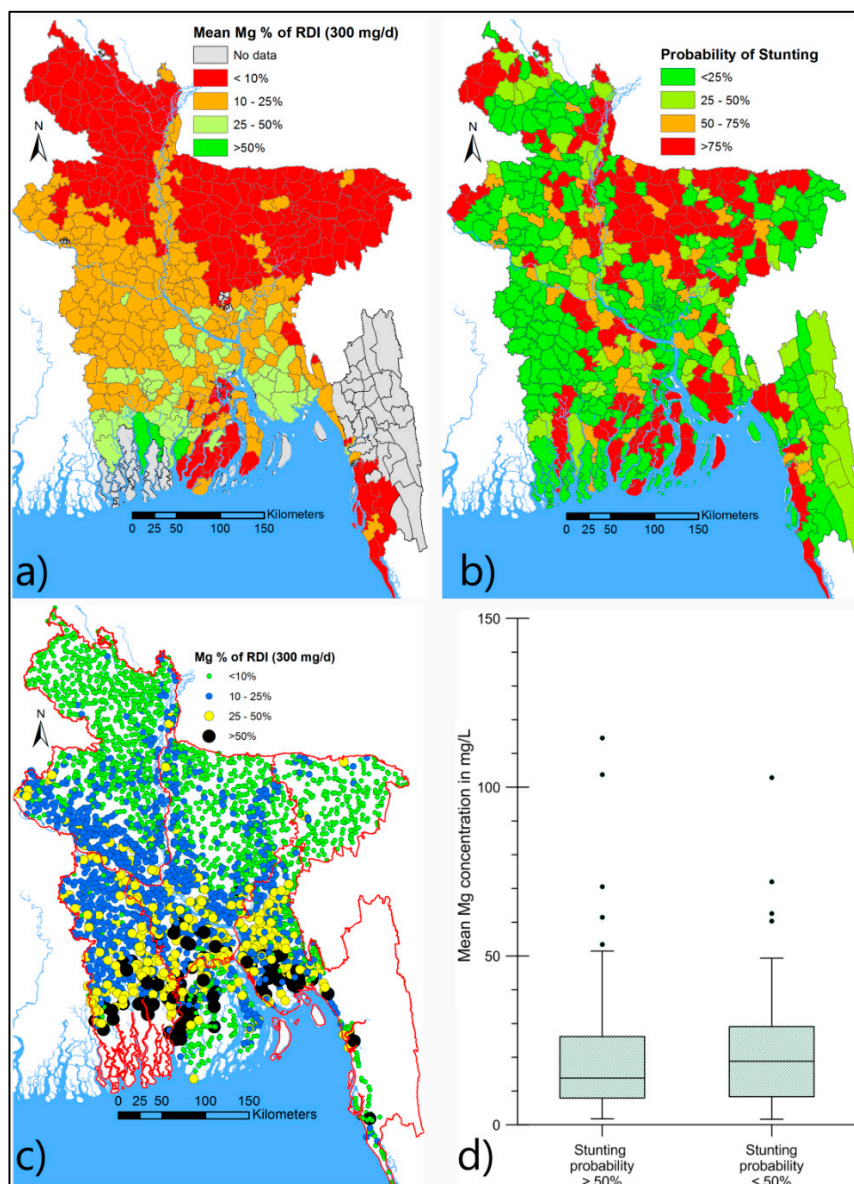 Mean Mg % of RDI (300 mg/d)
No data
< 10%
10 - 25%
25 - 50%
>50%
N
Kilometers
0 25 50 100 150
a)
Probability of Stunting
<25%
25 - 50%
50 - 75%
>75%
N
Kilometers
0 25 50 100 150
b)
Mg % of RDI (300 mg/d)
<10%
10 - 25%
25 - 50%
>50%
N
0 25 50 100 150
Kilometers
c)
150
100
50
0
Mean Mg concentration in mg/L
Stunting
probability
> 50%
Stunting
probability
< 50%
d)